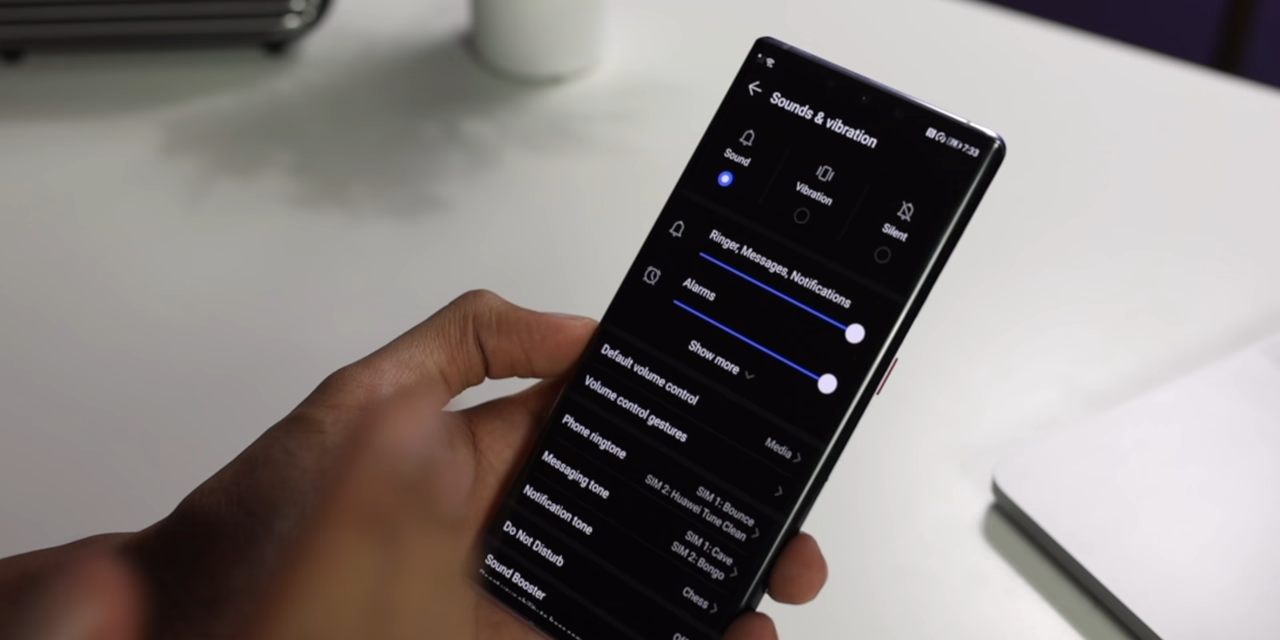 7:33
Sounds & vibration
Sound
Vibration
Silent
Ringer, Messages, Notifications
Alarms
Show more
Default volume control
Media
Volume control gestures
Phone ringtone
SIM 1: Bounce
SIM 2: Huawei Tune Clean
Messaging tone
SIM 1: Cave
SIM 2: Bongo
Notification tone
Chess
Do Not Disturb
Sound Booster